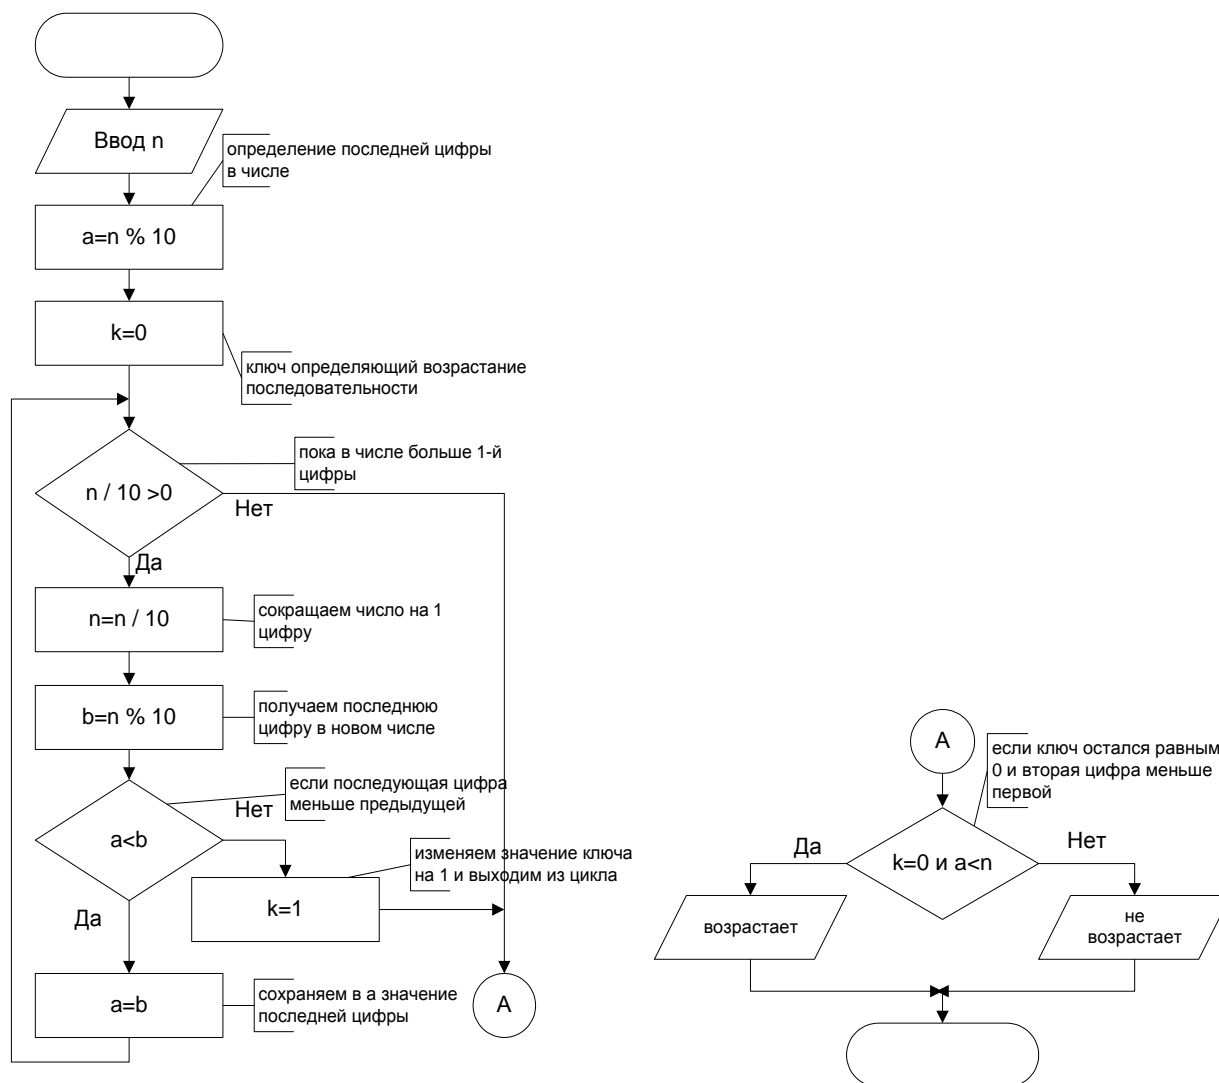 Ввод n
определение последней цифры
в числе
a=n % 10
k=0
ключ определяющий возрастание
последовательности
пока в числе больше 1-й
цифры
n / 10 >0
Нет
Да
n=n / 10
сокращаем число на 1
цифру
b=n % 10
получаем последнюю
цифру в новом числе
если последующая цифра
меньше предыдущей
Нет
a<b
изменяем значение ключа
на 1 и выходим из цикла
k=1
Да
a=b
сохраняем в а значение
последней цифры
A
A
если ключ остался равным
0 и вторая цифра меньше
первой
Да
k=0 и a<n
Нет
возрастает
не
возрастает